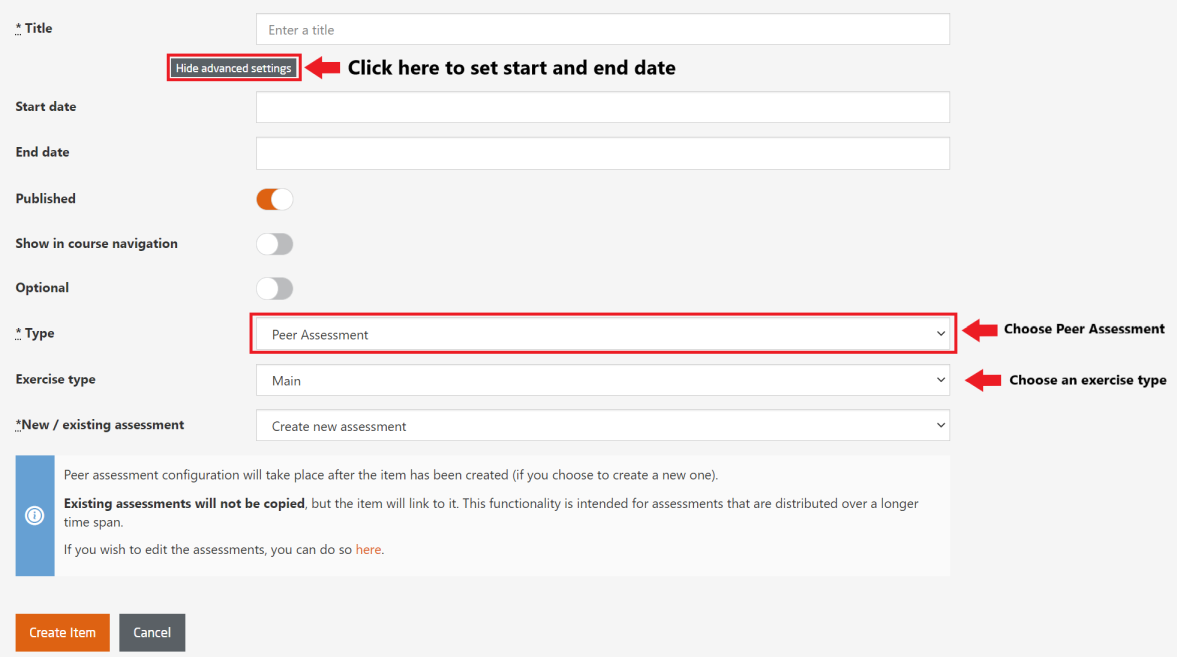 * Title
Enter a title
Hide advanced settings
Click here to set start and end date
Start date
End date
Published
Show in course navigation
Optional
* Type
Peer Assessment
Choose Peer Assessment
Exercise type
Main
Choose an exercise type
*New / existing assessment
Create new assessment
Peer assessment configuration will take place after the item has been created (if you choose to create a new one).
Existing assessments will not be copied, but the item will link to it. This functionality is intended for assessments that are distributed over a longer
time span.
If you wish to edit the assessments, you can do so here.
Create Item
Cancel